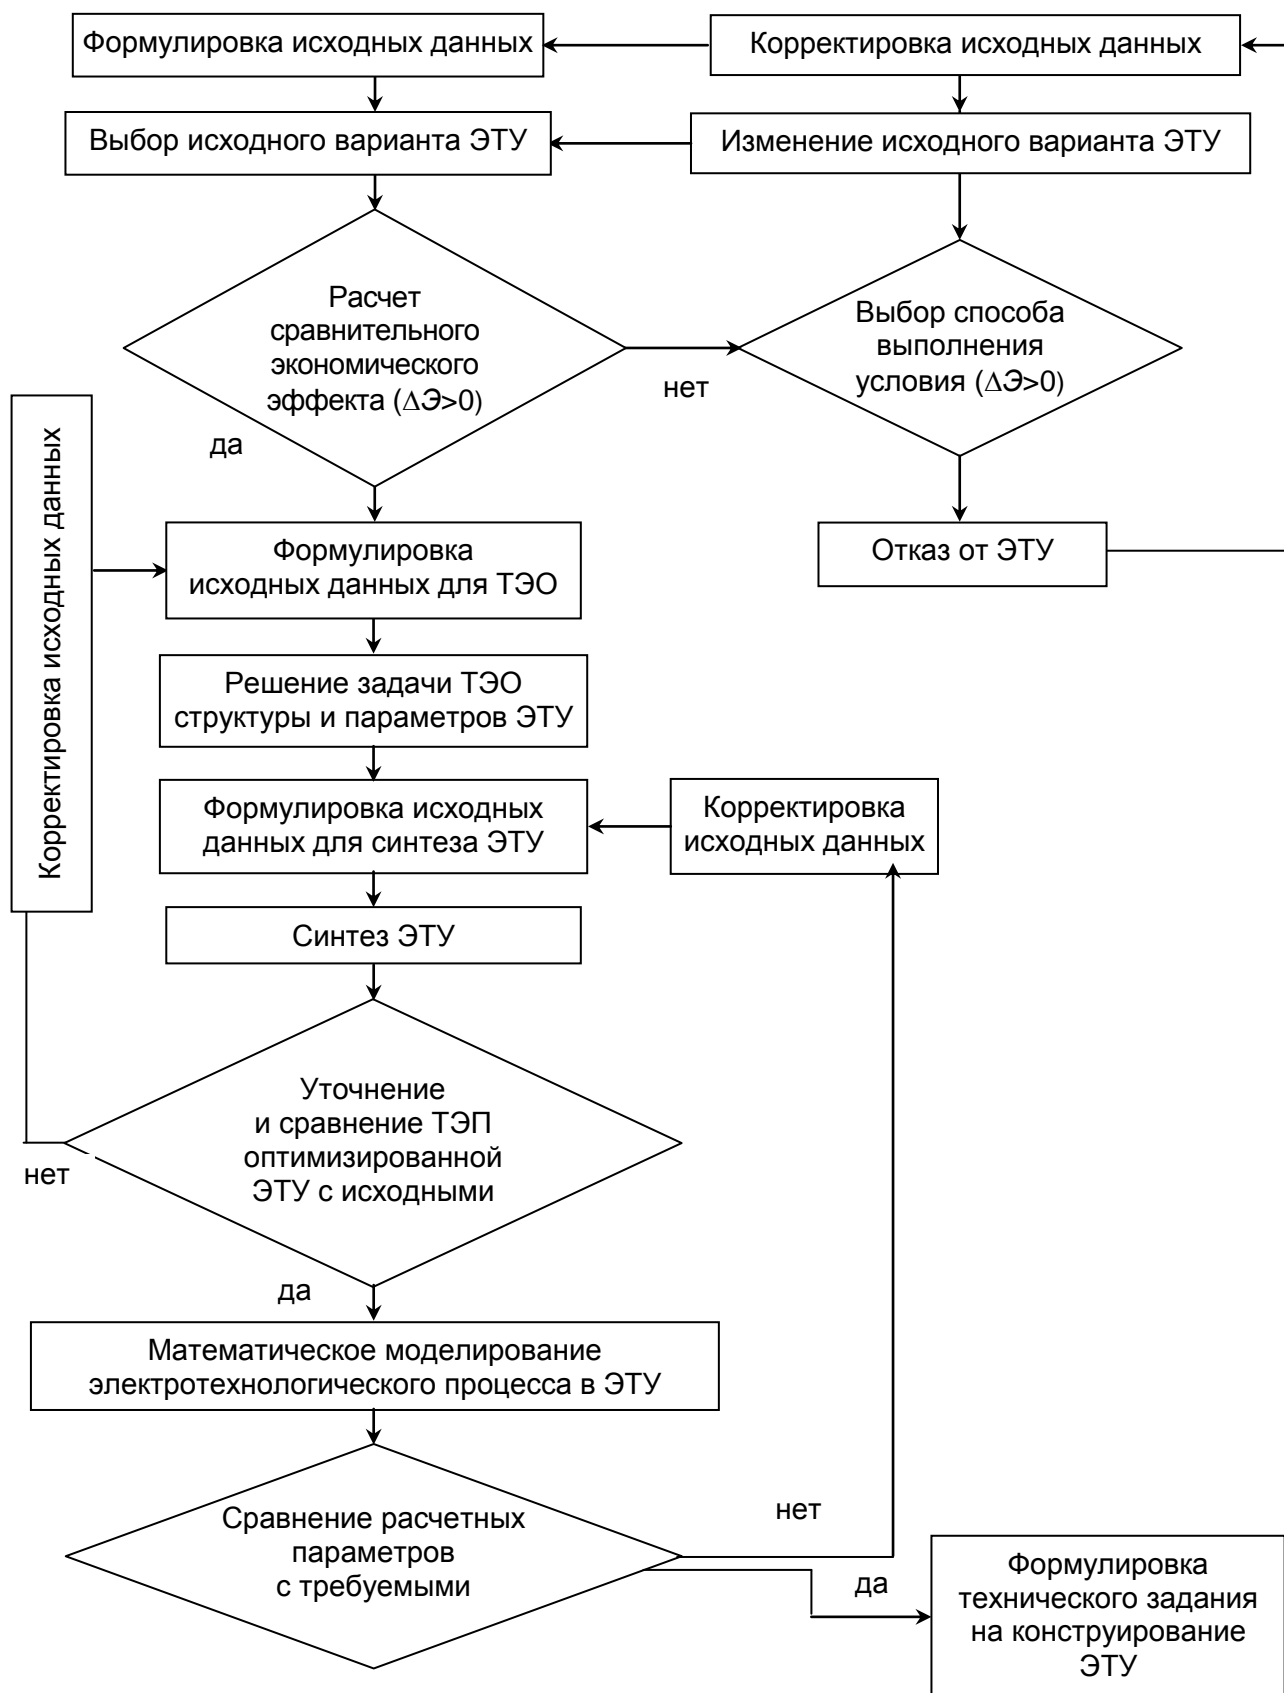 Формулировка исходных данных
Корректировка исходных данных
Выбор исходного варианта ЭТУ
Изменение исходного варианта ЭТУ
Расчет
сравнительного
экономического
эффекта (ΔЭ>0)
Выбор способа
выполнения
условия (ΔЭ>0)
нет
да
Корректировка исходных данных
Формулировка
исходных данных для ТЭО
Отказ от ЭТУ
Решение задачи ТЭО
структуры и параметров ЭТУ
Формулировка исходных
данных для синтеза ЭТУ
Корректировка
исходных данных
Синтез ЭТУ
Уточнение
и сравнение ТЭП
оптимизированной
ЭТУ с исходными
нет
да
Математическое моделирование
электротехнологического процесса в ЭТУ
Сравнение расчетных
параметров
с требуемыми
нет
да
Формулировка
технического задания
на конструирование
ЭТУ